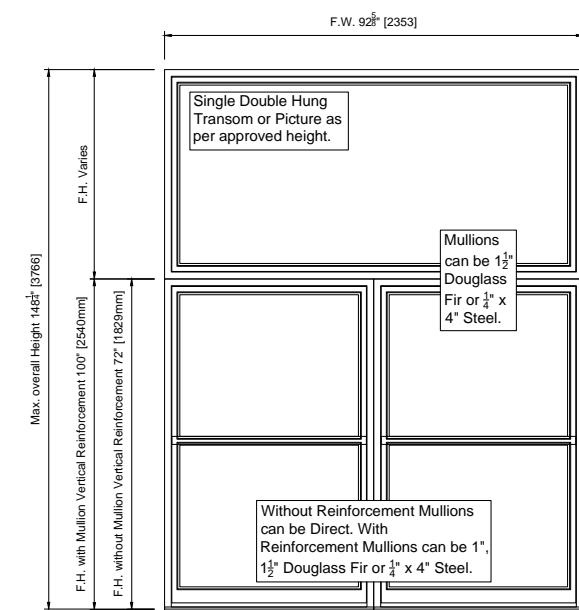 F.W. 92⅝" [2353]
Single Double Hung
Transom or Picture as
per approved height.
F.H. Varies
Mullions
can be 1½"
Douglass
Fir or ¼" x
4" Steel.
Max. overall Height 148¼" [3766]
F.H. with Mullion Vertical Reinforcement 100" [2540mm]
F.H. without Mullion Vertical Reinforcement 72" [1829mm]
Without Reinforcement Mullions
can be Direct. With
Reinforcement Mullions can be 1",
1½" Douglass Fir or ¼" x 4" Steel.